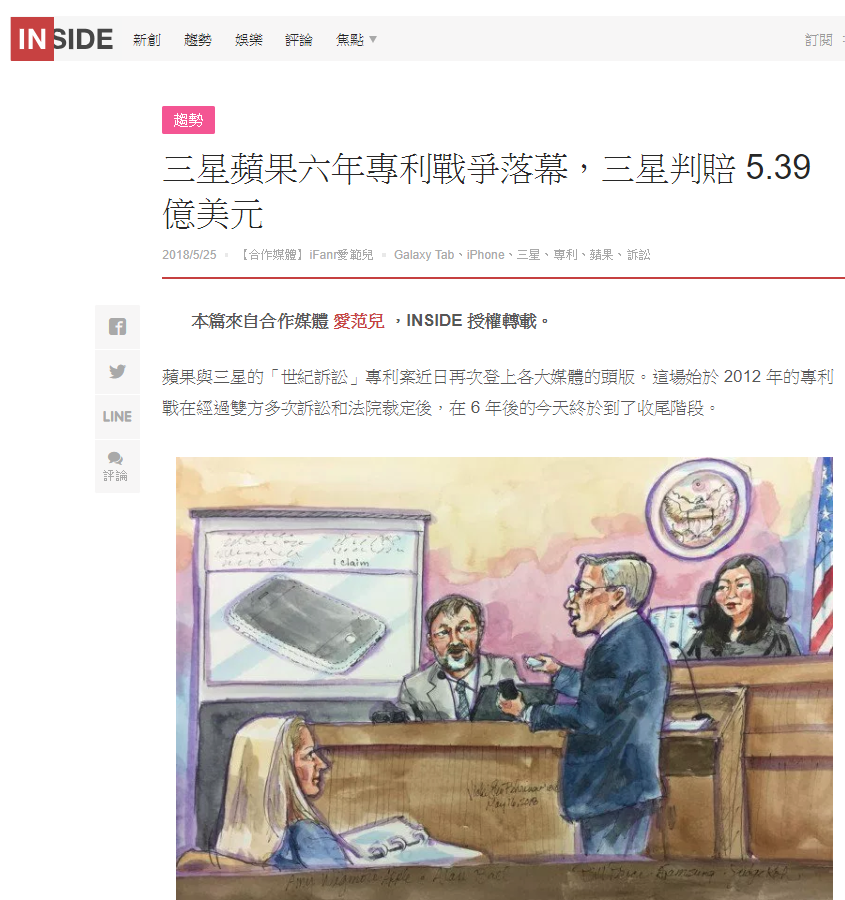 INSIDE 新創 趨勢 娛樂 評論 焦點 訂閱
趨勢
三星蘋果六年專利戰爭落幕，三星判賠 5.39
億美元
2018/5/25 【合作媒體】iFanr愛範兒 Galaxy Tab、iPhone、三星、專利、蘋果、訴訟
本篇來自合作媒體 愛范兒 ，INSIDE 授權轉載。
蘋果與三星的「世紀訴訟」專利案近日再次登上各大媒體的頭版。這場始於 2012 年的專利
戰在經過雙方多次訴訟和法院裁定後，在 6 年後的今天終於到了收尾階段。
LINE
評論
1 claim
May 16, 2018